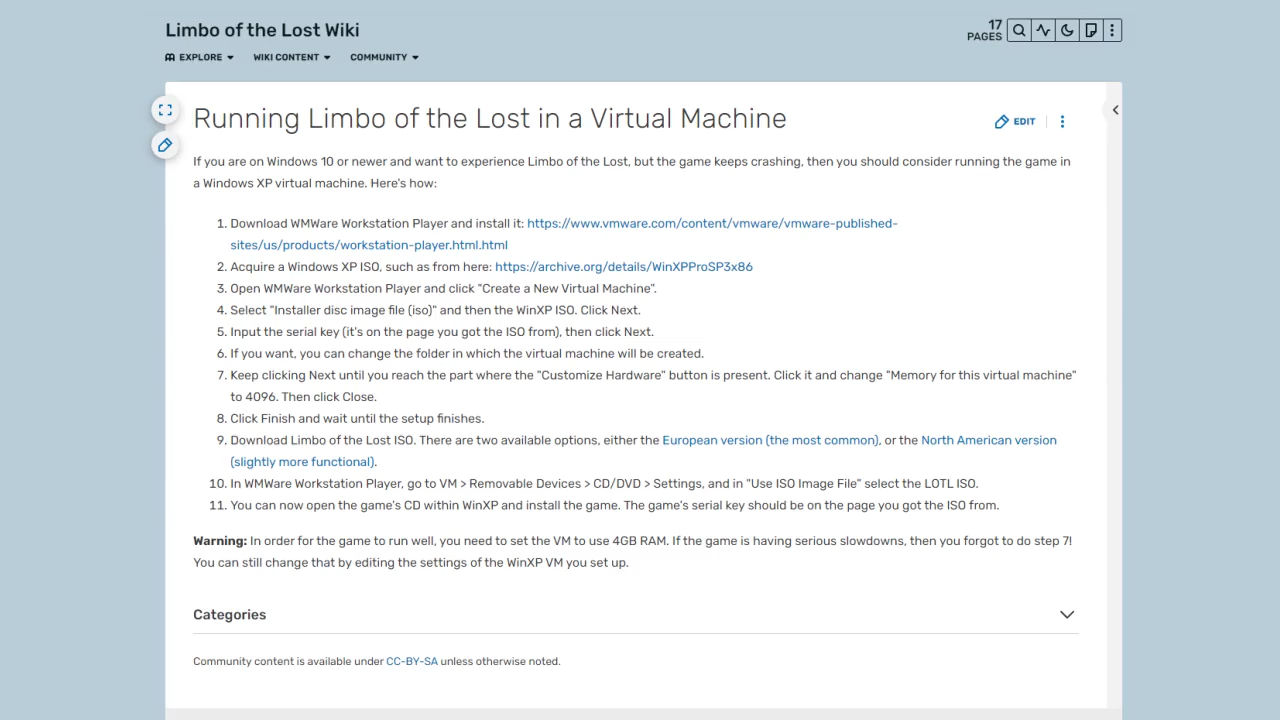 Limbo of the Lost Wiki
17
PAGES
EXPLORE
WIKI CONTENT
COMMUNITY
Running Limbo of the Lost in a Virtual Machine
EDIT
If you are on Windows 10 or newer and want to experience Limbo of the Lost, but the game keeps crashing, then you should consider running the game in
a Windows XP virtual machine. Here's how:
1. Download WMWare Workstation Player and install it: https://www.vmware.com/content/vmware/vmware-published-
sites/us/products/workstation-player.html.html
2. Acquire a Windows XP ISO, such as from here: https://archive.org/details/WinXPProSP3x86
3. Open WMWare Workstation Player and click "Create a New Virtual Machine".
4. Select "Installer disc image file (iso)" and then the WinXP ISO. Click Next.
5. Input the serial key (it's on the page you got the ISO from), then click Next.
6. If you want, you can change the folder in which the virtual machine will be created.
7. Keep clicking Next until you reach the part where the "Customize Hardware" button is present. Click it and change "Memory for this virtual machine"
to 4096. Then click Close.
8. Click Finish and wait until the setup finishes.
9. Download Limbo of the Lost ISO. There are two available options, either the European version (the most common), or the North American version
(slightly more functional).
10. In WMWare Workstation Player, go to VM > Removable Devices > CD/DVD > Settings, and in "Use ISO Image File" select the LOTL ISO.
11. You can now open the game's CD within WinXP and install the game. The game's serial key should be on the page you got the ISO from.
Warning: In order for the game to run well, you need to set the VM to use 4GB RAM. If the game is having serious slowdowns, then you forgot to do step 7!
You can still change that by editing the settings of the WinXP VM you set up.
Categories
Community content is available under CC-BY-SA unless otherwise noted.